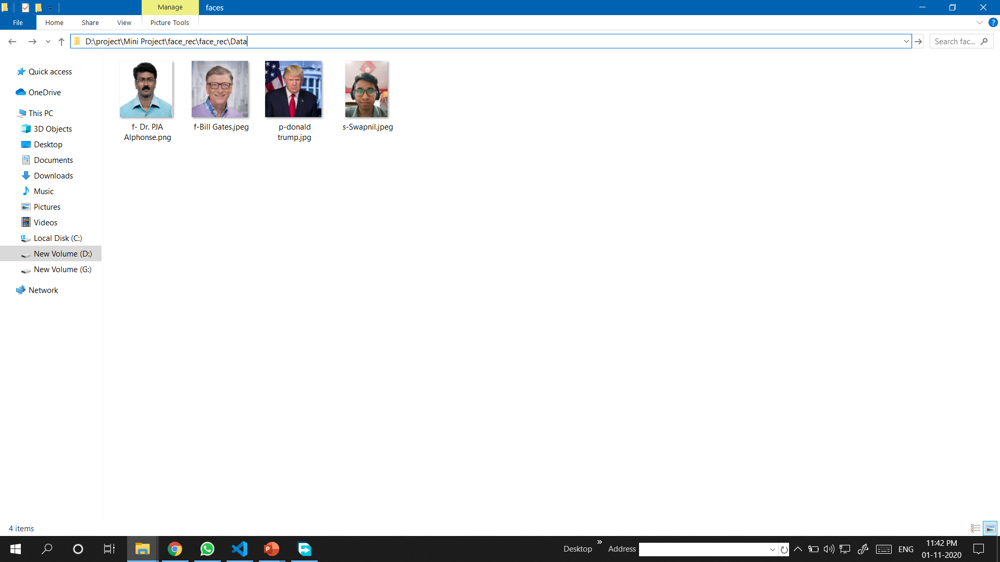 Manage
faces
File
Home
Share
View
Picture Tools
D:\project\Mini Project\face_rec\face_rec\Data
Search fac...
Quick access
OneDrive
This PC
3D Objects
Desktop
Documents
Downloads
Music
Pictures
Videos
Local Disk (C:)
New Volume (D:)
New Volume (G:)
Network
f- Dr. PJA
Alphonse.png
f-Bill Gates.jpeg
p-donald
trump.jpg
s-Swapnil.jpeg
4 items
Desktop
Address
ENG
11:42 PM
01-11-2020